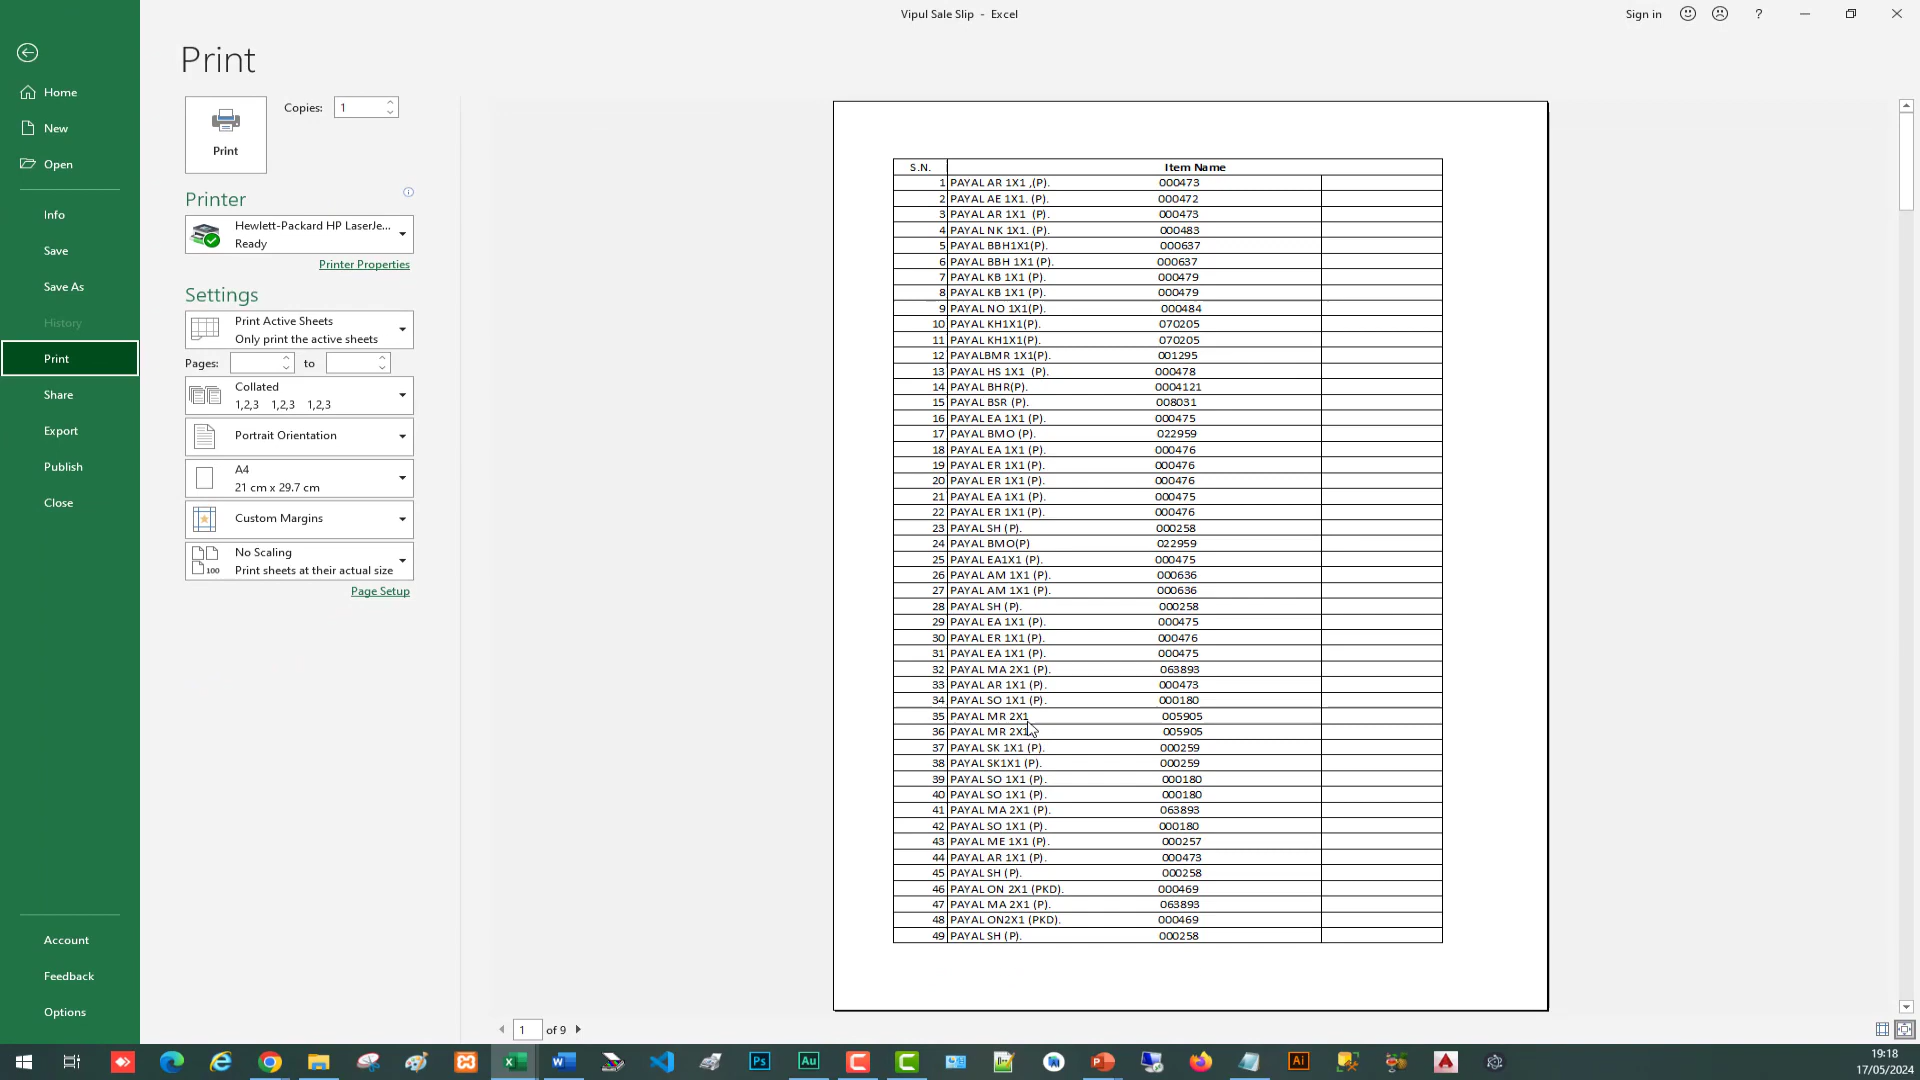 Vipul Sale Slip - Excel
Sign in
?
Print
Home
New
Open
Info
Save
Save As
History
Print
Share
Export
Publish
Close
Account
Feedback
Options
Print
Copies: 1
Printer
Hewlett-Packard HP LaserJe...
Ready
Printer Properties
Settings
Print Active Sheets
Only print the active sheets
Pages: to
Collated
1,2,3 1,2,3 1,2,3
Portrait Orientation
A4
21 cm x 29.7 cm
Custom Margins
No Scaling
Print sheets at their actual size
100
Page Setup
S.N. Item Name
1 PAYAL AR 1X1 ,(P). 000473
2 PAYAL AE 1X1. (P). 000472
3 PAYAL AR 1X1 (P). 000473
4 PAYAL NK 1X1. (P). 000483
5 PAYAL BBH1X1(P). 000637
6 PAYAL BBH 1X1 (P). 000637
7 PAYAL KB 1X1 (P). 000479
8 PAYAL KB 1X1 (P). 000479
9 PAYAL NO 1X1(P). 000484
10 PAYAL KH1X1(P). 070205
11 PAYAL KH1X1(P). 070205
12 PAYALBMR 1X1(P). 001295
13 PAYAL HS 1X1 (P). 000478
14 PAYAL BHR(P). 0004121
15 PAYAL BSR (P). 008031
16 PAYAL EA 1X1 (P). 000475
17 PAYAL BMO (P). 022959
18 PAYAL EA 1X1 (P). 000476
19 PAYAL ER 1X1 (P). 000476
20 PAYAL ER 1X1 (P). 000476
21 PAYAL EA 1X1 (P). 000475
22 PAYAL ER 1X1 (P). 000476
23 PAYAL SH (P). 000258
24 PAYAL BMO(P) 022959
25 PAYAL EA1X1 (P). 000475
26 PAYAL AM 1X1 (P). 000636
27 PAYAL AM 1X1 (P). 000636
28 PAYAL SH (P). 000258
29 PAYAL EA 1X1 (P). 000475
30 PAYAL ER 1X1 (P). 000476
31 PAYAL EA 1X1 (P). 000475
32 PAYAL MA 2X1 (P). 063893
33 PAYAL AR 1X1 (P). 000473
34 PAYAL SO 1X1 (P). 000180
35 PAYAL MR 2X1 005905
36 PAYAL MR 2X1 005905
37 PAYAL SK 1X1 (P). 000259
38 PAYAL SK1X1 (P). 000259
39 PAYAL SO 1X1 (P). 000180
40 PAYAL SO 1X1 (P). 000180
41 PAYAL MA 2X1 (P). 063893
42 PAYAL SO 1X1 (P). 000180
43 PAYAL ME 1X1 (P). 000257
44 PAYAL AR 1X1 (P). 000473
45 PAYAL SH (P). 000258
46 PAYAL ON 2X1 (PKD). 000469
47 PAYAL MA 2X1 (P). 063893
48 PAYAL ON2X1 (PKD). 000469
49 PAYAL SH (P). 000258
1 of 9
Ps
Au
Ai
19:18
17/05/2024